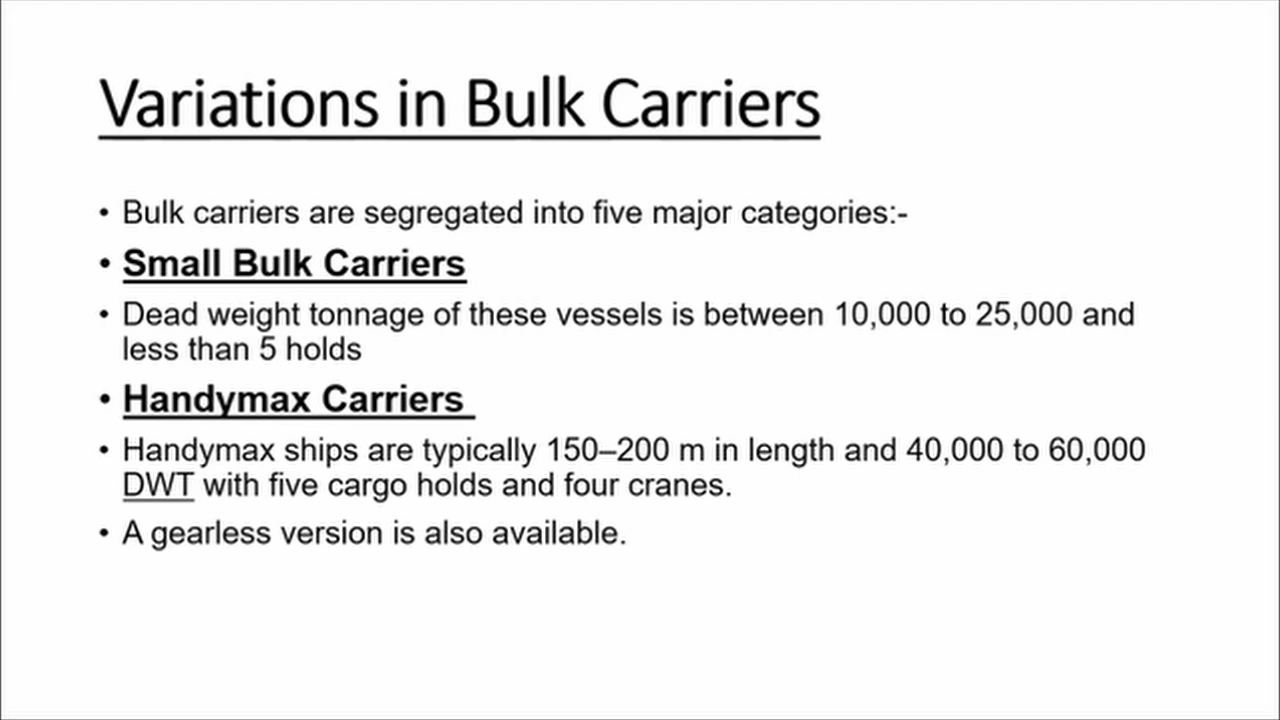 Variations in Bulk Carriers
• Bulk carriers are segregated into five major categories:-
• Small Bulk Carriers
• Dead weight tonnage of these vessels is between 10,000 to 25,000 and
less than 5 holds
• Handymax Carriers
• Handymax ships are typically 150–200 m in length and 40,000 to 60,000
DWT with five cargo holds and four cranes.
• A gearless version is also available.